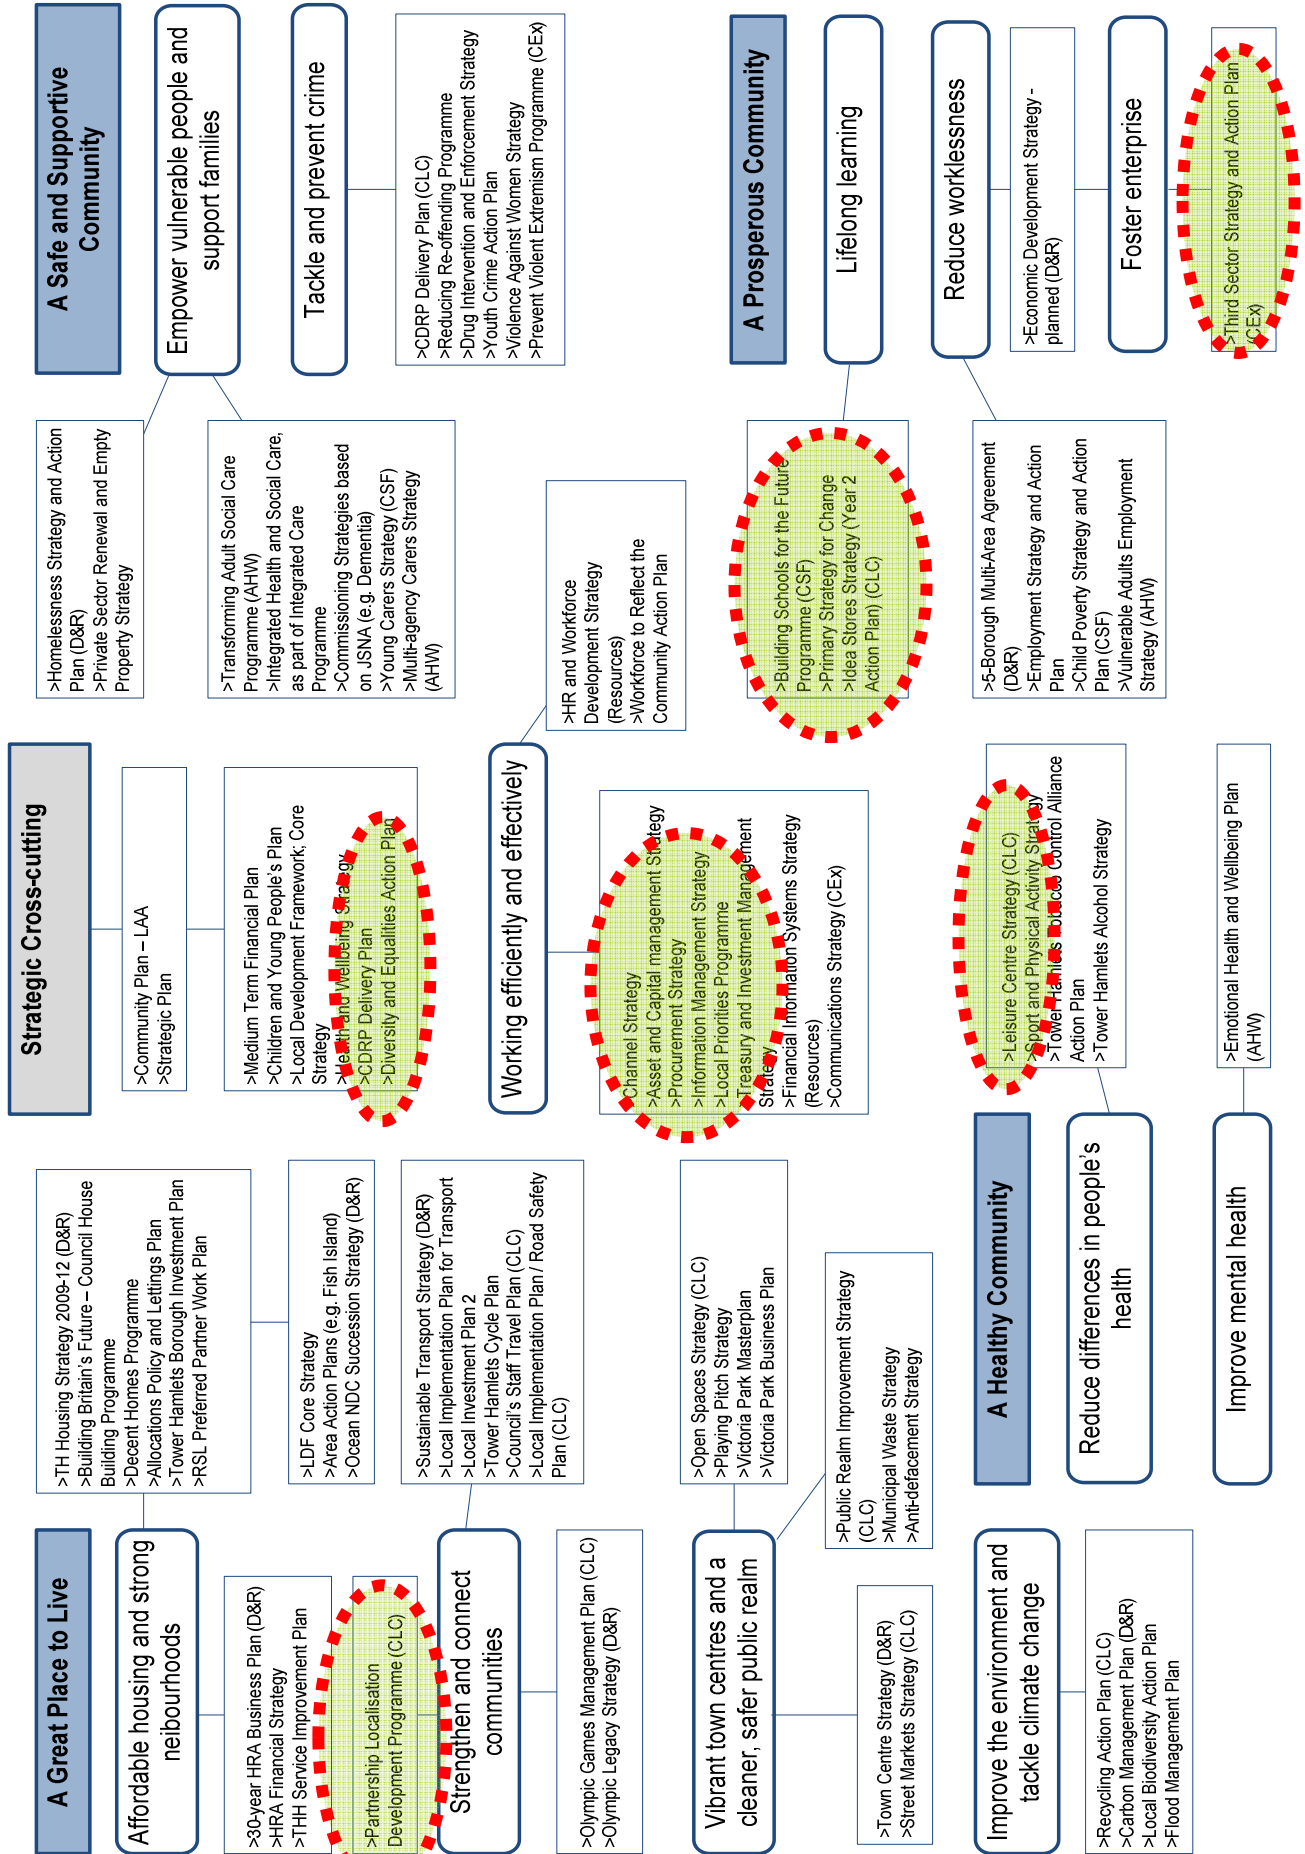 A Great Place to Live
Affordable housing and strong
neibourhoods
>TH Housing Strategy 2009-12 (D&R)
>Building Britain's Future – Council House
Building Programme
>Decent Homes Programme
>Allocations Policy and Lettings Plan
>Tower Hamlets Borough Investment Plan
>RSL Preferred Partner Work Plan
>LDF Core Strategy
>Area Action Plans (e.g. Fish Island)
>Ocean NDC Succession Strategy (D&R)
>30-year HRA Business Plan (D&R)
>HRA Financial Strategy
>THH Service Improvement Plan
>Partnership Localisation
Development Programme (CLC)
Strengthen and connect
communities
>Sustainable Transport Strategy (D&R)
>Local Implementation Plan for Transport
>Local Investment Plan 2
>Tower Hamlets Cycle Plan
>Council's Staff Travel Plan (CLC)
>Local Implementation Plan / Road Safety
Plan (CLC)
>Olympic Games Management Plan (CLC)
>Olympic Legacy Strategy (D&R)
Vibrant town centres and a
cleaner, safer public realm
>Open Spaces Strategy (CLC)
>Playing Pitch Strategy
>Victoria Park Masterplan
>Victoria Park Business Plan
>Public Realm Improvement Strategy
(CLC)
>Municipal Waste Strategy
>Anti-defacement Strategy
>Town Centre Strategy (D&R)
>Street Markets Strategy (CLC)
Improve the environment and
tackle climate change
>Recycling Action Plan (CLC)
>Carbon Management Plan (D&R)
>Local Biodiversity Action Plan
>Flood Management Plan
Strategic Cross-cutting
>Community Plan – LAA
>Strategic Plan
>Medium Term Financial Plan
>Children and Young People's Plan
>Local Development Framework; Core
Strategy
>Health and Wellbeing Strategy
>CDRP Delivery Plan
>Diversity and Equalities Action Plan
Working efficiently and effectively
>HR and Workforce
Development Strategy
(Resources)
>Workforce to Reflect the
Community Action Plan
Channel Strategy
>Asset and Capital management Strategy
>Procurement Strategy
>Information Management Strategy
>Local Priorities Programme
Treasury and Investment Management
Strategy
>Financial Information Systems Strategy
(Resources)
>Communications Strategy (CEx)
A Healthy Community
Reduce differences in people's
health
>Leisure Centre Strategy (CLC)
>Sport and Physical Activity Strategy
>Tower Hamlets Tobacco Control Alliance
Action Plan
>Tower Hamlets Alcohol Strategy
Improve mental health
>Emotional Health and Wellbeing Plan
(AHW)
A Safe and Supportive
Community
Empower vulnerable people and
support families
>Homelessness Strategy and Action
Plan (D&R)
>Private Sector Renewal and Empty
Property Strategy
>Transforming Adult Social Care
Programme (AHW)
>Integrated Health and Social Care,
as part of Integrated Care
Programme
>Commissioning Strategies based
on JSNA (e.g. Dementia)
>Young Carers Strategy (CSF)
>Multi-agency Carers Strategy
(AHW)
Tackle and prevent crime
>CDRP Delivery Plan (CLC)
>Reducing Re-offending Programme
>Drug Intervention and Enforcement Strategy
>Youth Crime Action Plan
>Violence Against Women Strategy
>Prevent Violent Extremism Programme (CEx)
A Prosperous Community
Lifelong learning
>Building Schools for the Future
Programme (CSF)
>Primary Strategy for Change
>Idea Stores Strategy (Year 2
Action Plan) (CLC)
Reduce worklessness
>5-Borough Multi-Area Agreement
(D&R)
>Employment Strategy and Action
Plan
>Child Poverty Strategy and Action
Plan (CSF)
>Vulnerable Adults Employment
Strategy (AHW)
>Economic Development Strategy -
planned (D&R)
Foster enterprise
>Third Sector Strategy and Action Plan
(CEx)